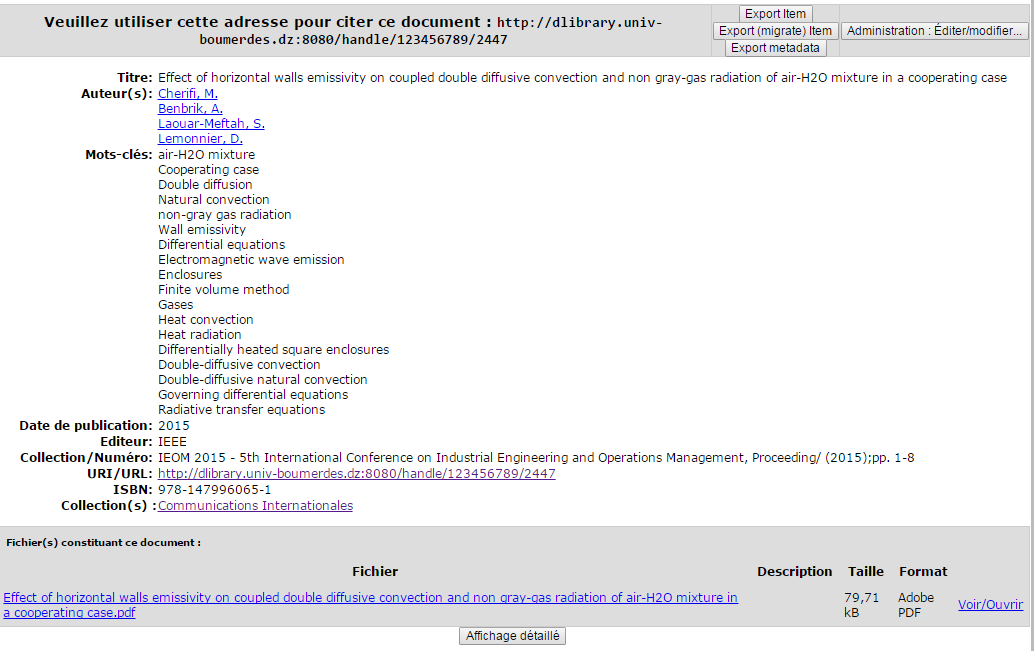 Veuillez utiliser cette adresse pour citer ce document : http://dlibrary.univ-
boumerdes.dz:8080/handle/123456789/2447
Export Item
Export (migrate) Item
Export metadata
Administration : Éditer/modifier...
Titre: Effect of horizontal walls emissivity on coupled double diffusive convection and non gray-gas radiation of air-H2O mixture in a cooperating case
Auteur(s): Cherifi, M.
Benbrik, A.
Laouar-Meftah, S.
Lemonnier, D.
Mots-clés: air-H2O mixture
Cooperating case
Double diffusion
Natural convection
non-gray gas radiation
Wall emissivity
Differential equations
Electromagnetic wave emission
Enclosures
Finite volume method
Gases
Heat convection
Heat radiation
Differentially heated square enclosures
Double-diffusive convection
Double-diffusive natural convection
Governing differential equations
Radiative transfer equations
Date de publication: 2015
Editeur: IEEE
Collection/Numéro: IEOM 2015 - 5th International Conference on Industrial Engineering and Operations Management, Proceeding/ (2015);pp. 1-8
URI/URL: http://dlibrary.univ-boumerdes.dz:8080/handle/123456789/2447
ISBN: 978-147996065-1
Collection(s) : Communications Internationales
Fichier(s) constituant ce document :
Fichier Description Taille Format
Effect of horizontal walls emissivity on coupled double diffusive convection and non gray-gas radiation of air-H2O mixture in
a cooperating case.pdf
79,71
kB
Adobe
PDF
Voir/Ouvrir
Affichage détaillé